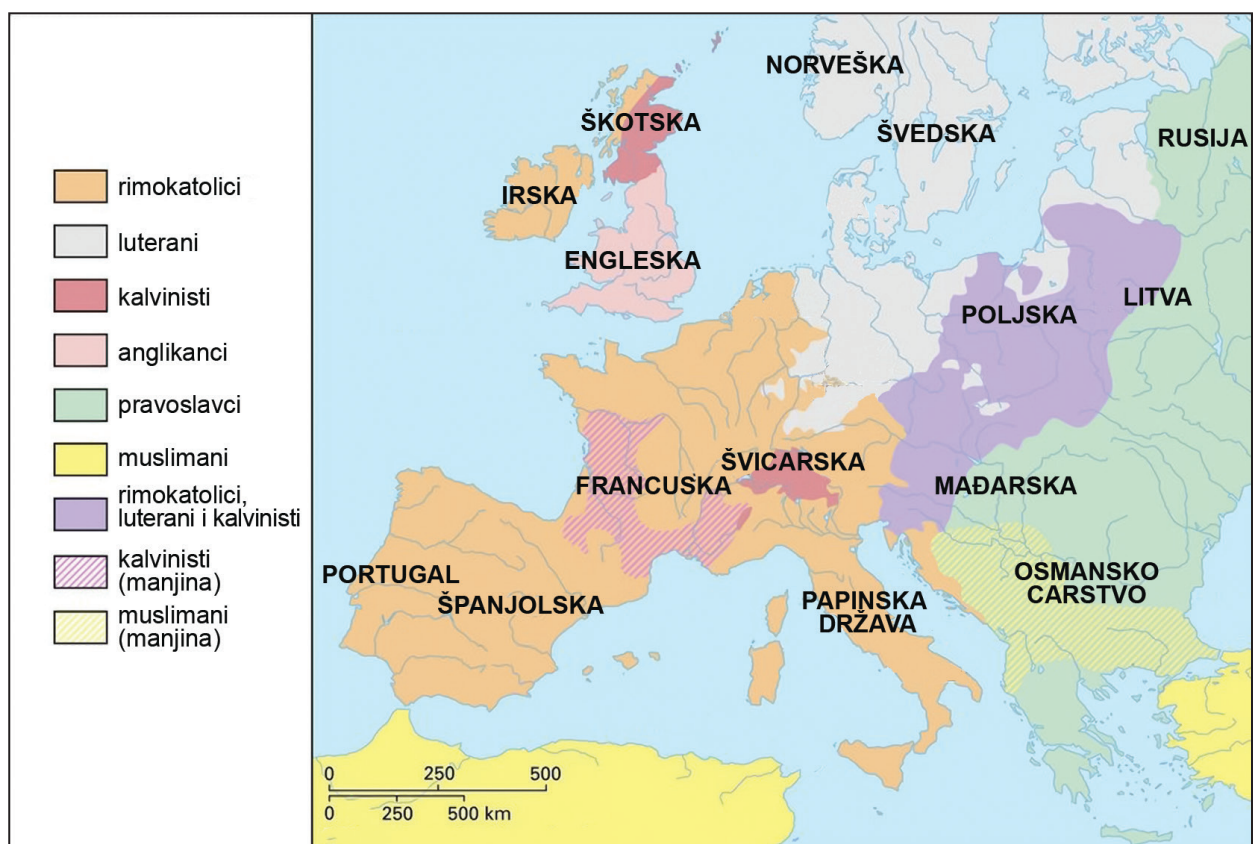 rimokatolici
luterani
kalvinisti
anglikanci
pravoslavci
muslimani
rimokatolici,
luterani i kalvinisti
kalvinisti
(manjina)
muslimani
(manjina)
NORVEŠKA
ŠKOTSKA
ŠVEDSKA
RUSIJA
IRSKA
ENGLESKA
POLJSKA
LITVA
ŠVICARSKA
FRANCUSKA
MAĐARSKA
PORTUGAL
ŠPANJOLSKA
PAPINSKA
DRŽAVA
OSMANSKO
CARSTVO
0 250 500
0 250 500 km